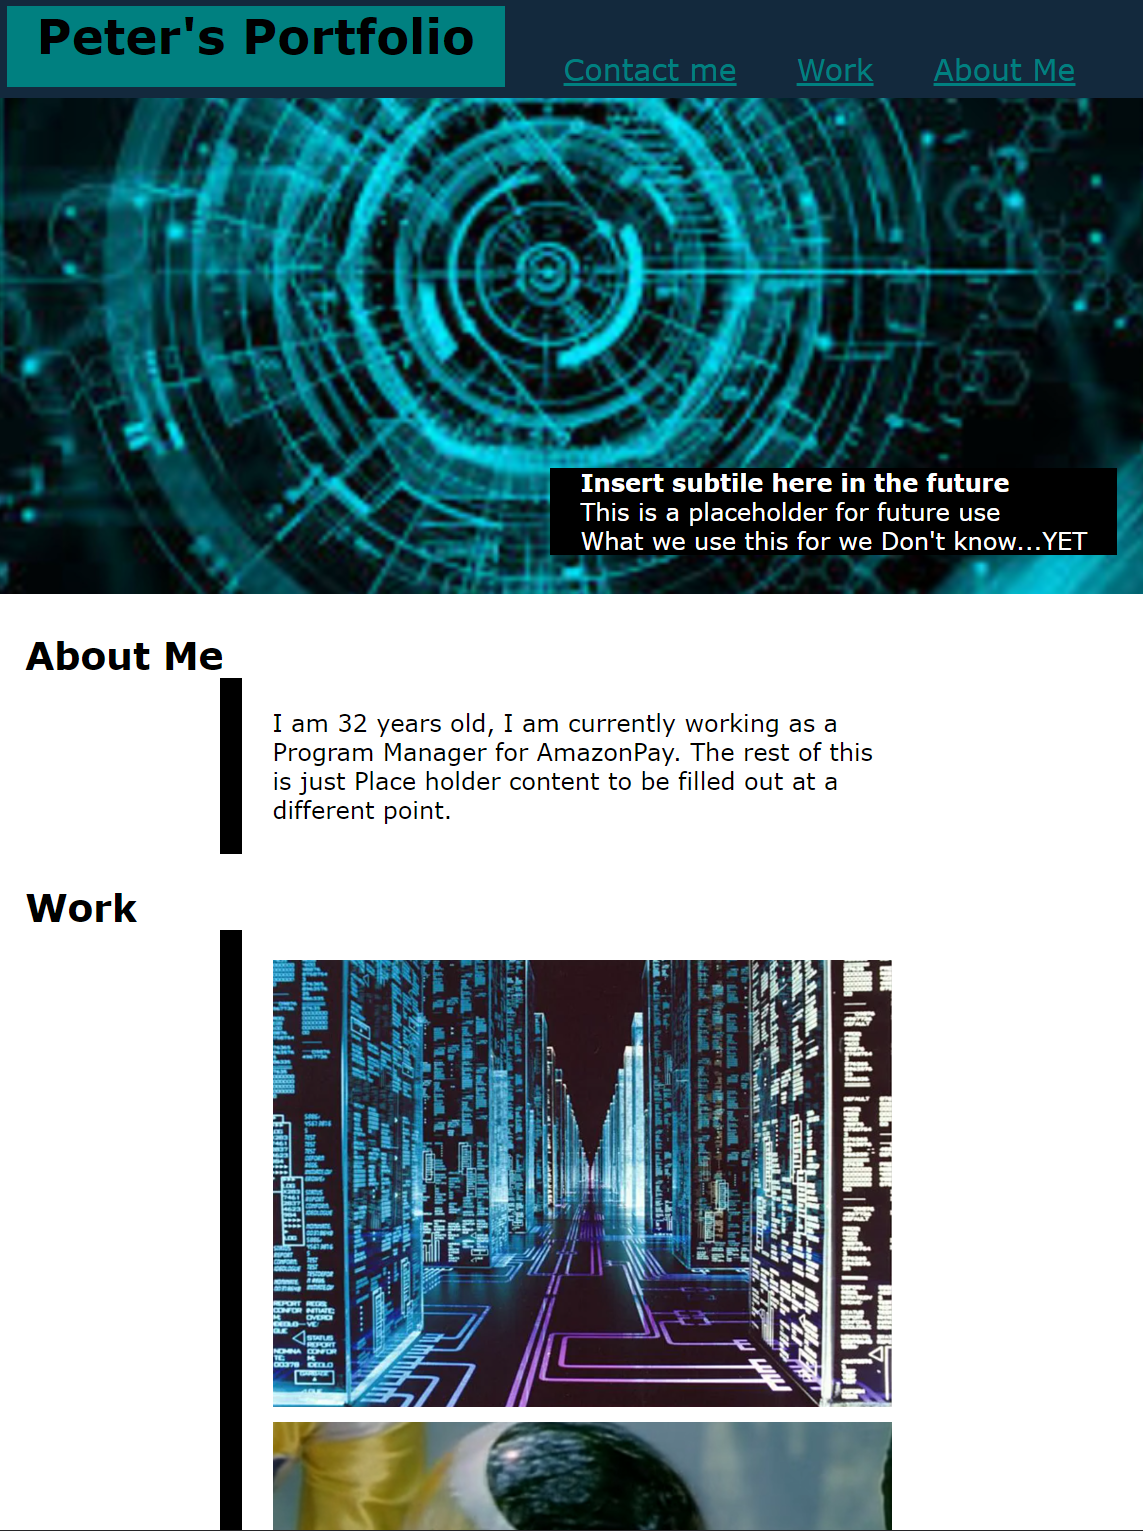 Peter's Portfolio
Contact me Work About Me
Insert subtile here in the future
This is a placeholder for future use
What we use this for we Don't know...YET
About Me
I am 32 years old, I am currently working as a
Program Manager for AmazonPay. The rest of this
is just Place holder content to be filled out at a
different point.
Work
DEFAULT